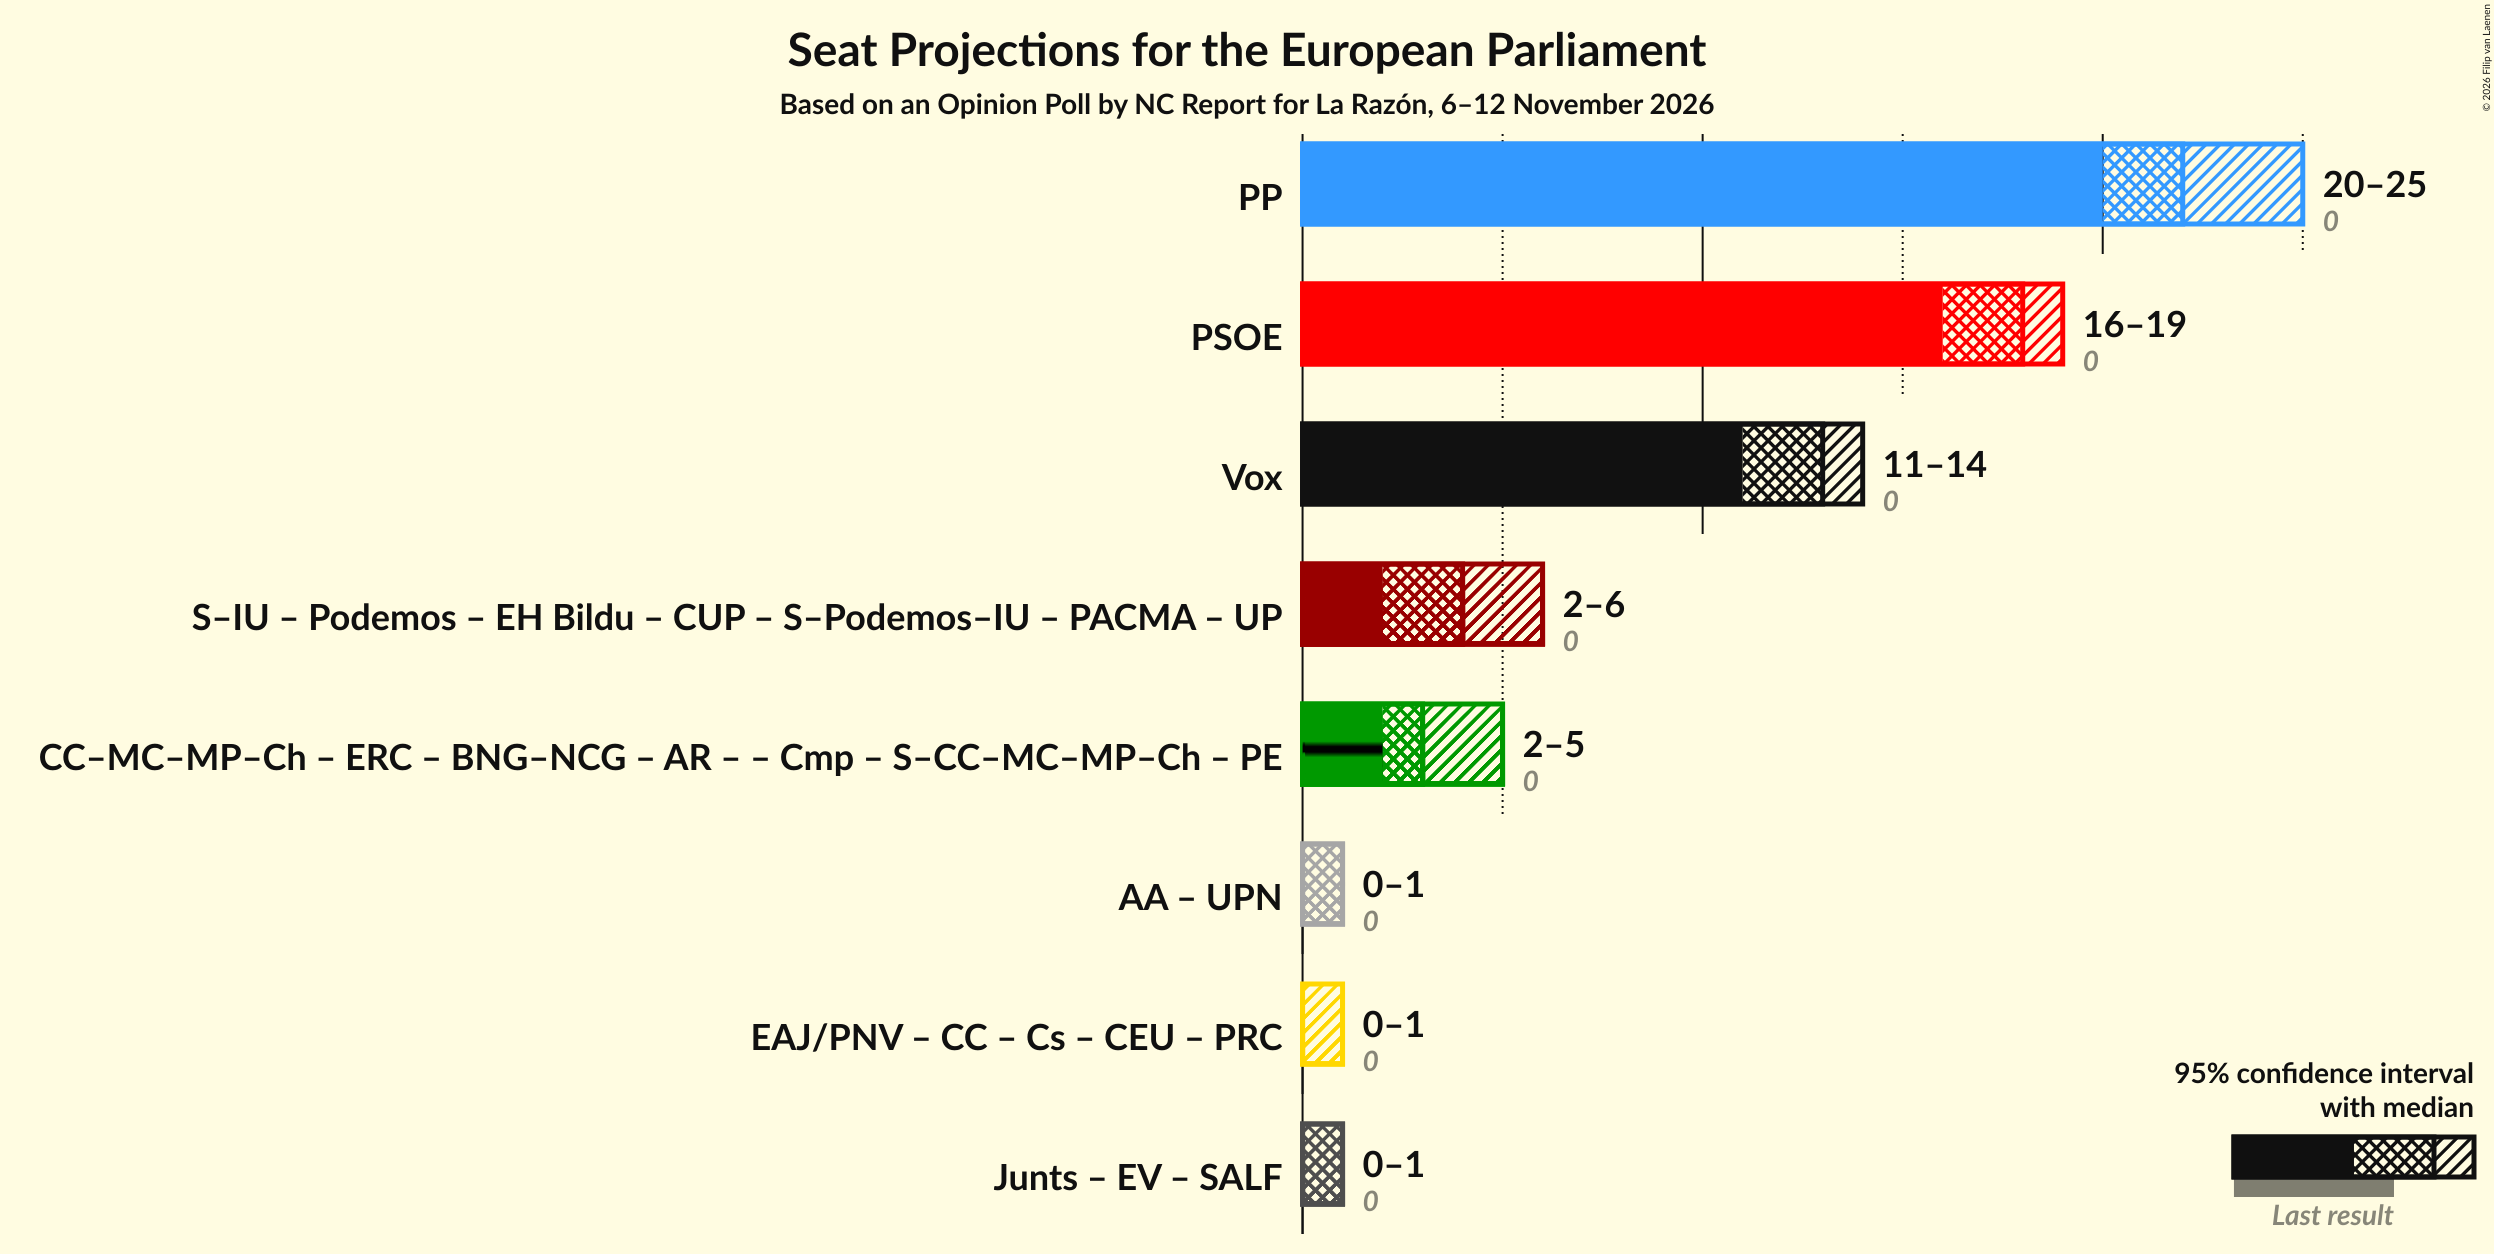 Seat Projections for the European Parliament
Based on an Opinion Poll by NC Report for La Razón, 6–12 November 2026
© 2026 Filip van Laenen
PP
20–25
0
PSOE
16–19
0
Vox
11–14
0
S–IU – Podemos – EH Bildu – CUP – S–Podemos–IU – PACMA – UP
2–6
0
CC–MC–MP–Ch – ERC – BNG–NCG – AR – – Cmp – S–CC–MC–MP–Ch – PE
2–5
0
AA – UPN
0–1
0
EAJ/PNV – CC – Cs – CEU – PRC
0–1
0
Junts – EV – SALF
0–1
0
95% confidence interval
with median
Last result